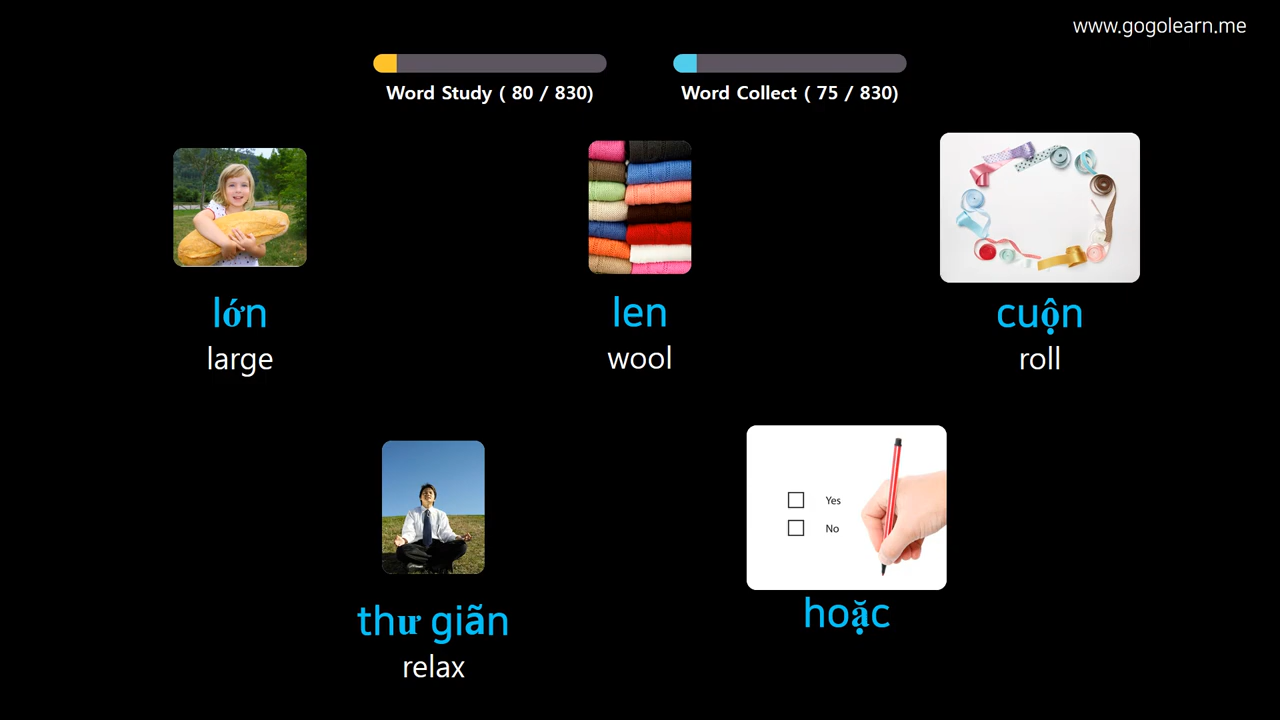 www.gogolearn.me
Word Study ( 80 / 830)
Word Collect ( 75 / 830)
lớn
large
len
wool
cuộn
roll
Yes
No
thư giãn
relax
hoặc